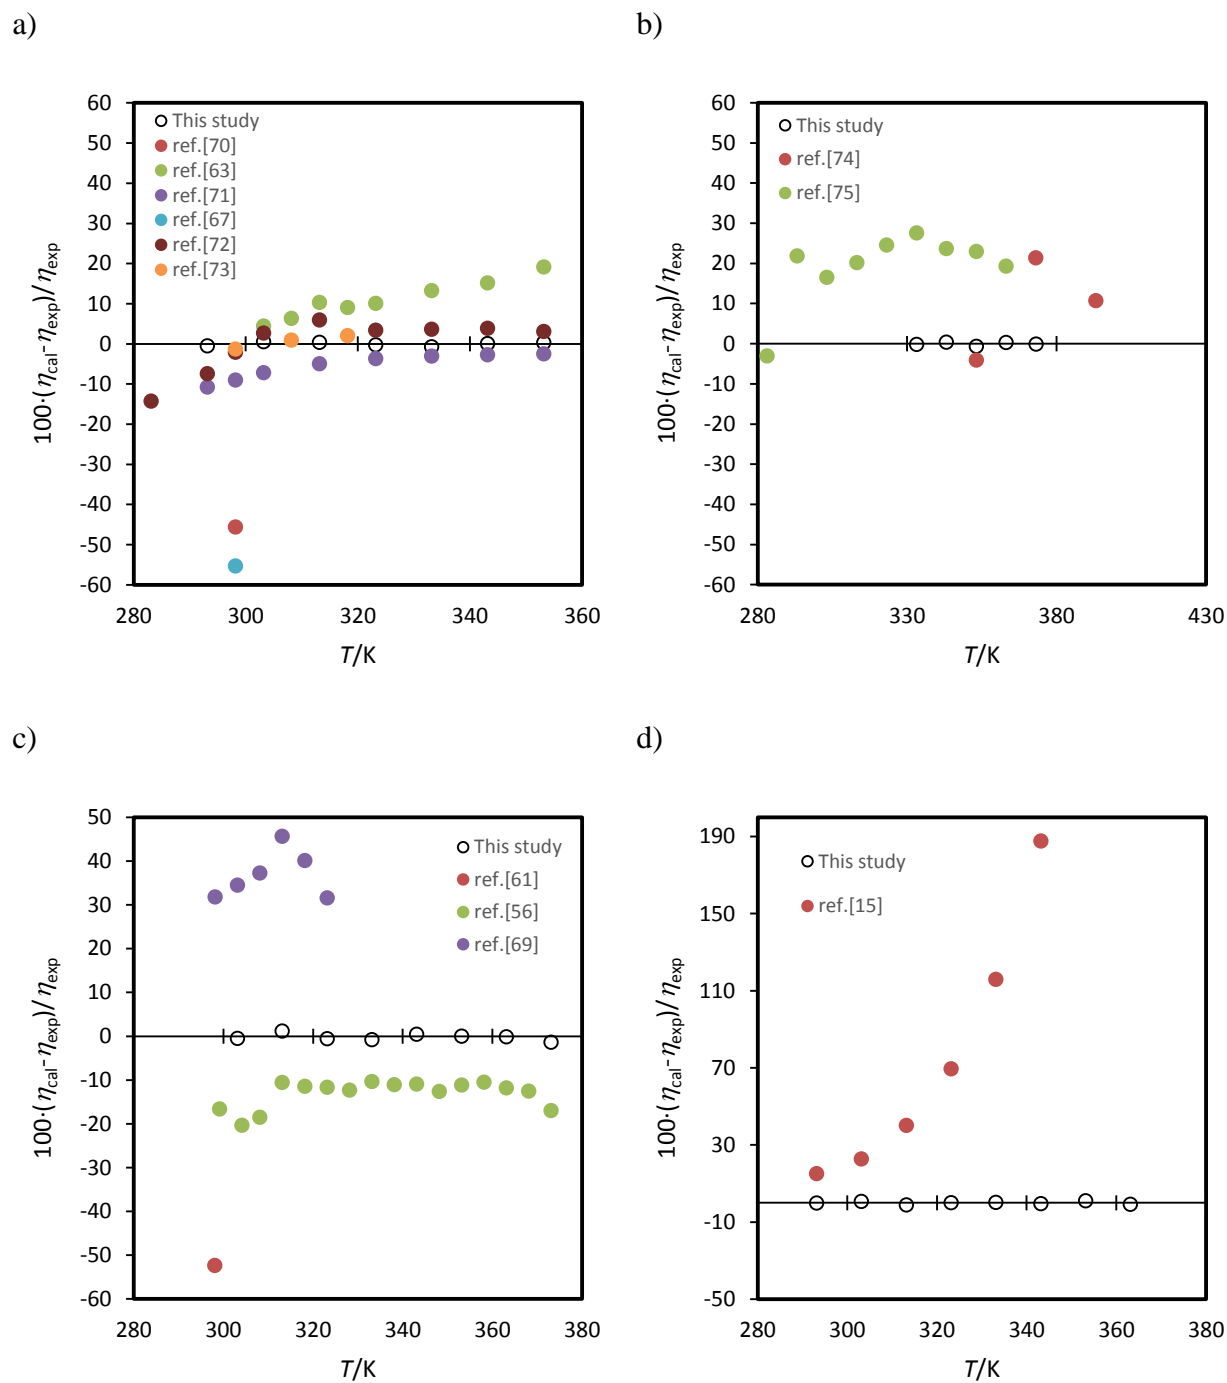 a)
60
50
40
30
20
10
0
-10
-20
-30
-40
-50
-60
280
300
320
340
360
100·(ηcal-ηexp)/ηexp
T/K
This study
ref.[70]
ref.[63]
ref.[71]
ref.[67]
ref.[72]
ref.[73]
b)
60
50
40
30
20
10
0
-10
-20
-30
-40
-50
-60
280
330
380
430
100·(ηcal-ηexp)/ηexp
T/K
This study
ref.[74]
ref.[75]
c)
50
40
30
20
10
0
-10
-20
-30
-40
-50
-60
280
300
320
340
360
380
100·(ηcal-ηexp)/ηexp
T/K
This study
ref.[61]
ref.[56]
ref.[69]
d)
190
150
110
70
30
-10
-50
280
300
320
340
360
380
100·(ηcal-ηexp)/ηexp
T/K
This study
ref.[15]